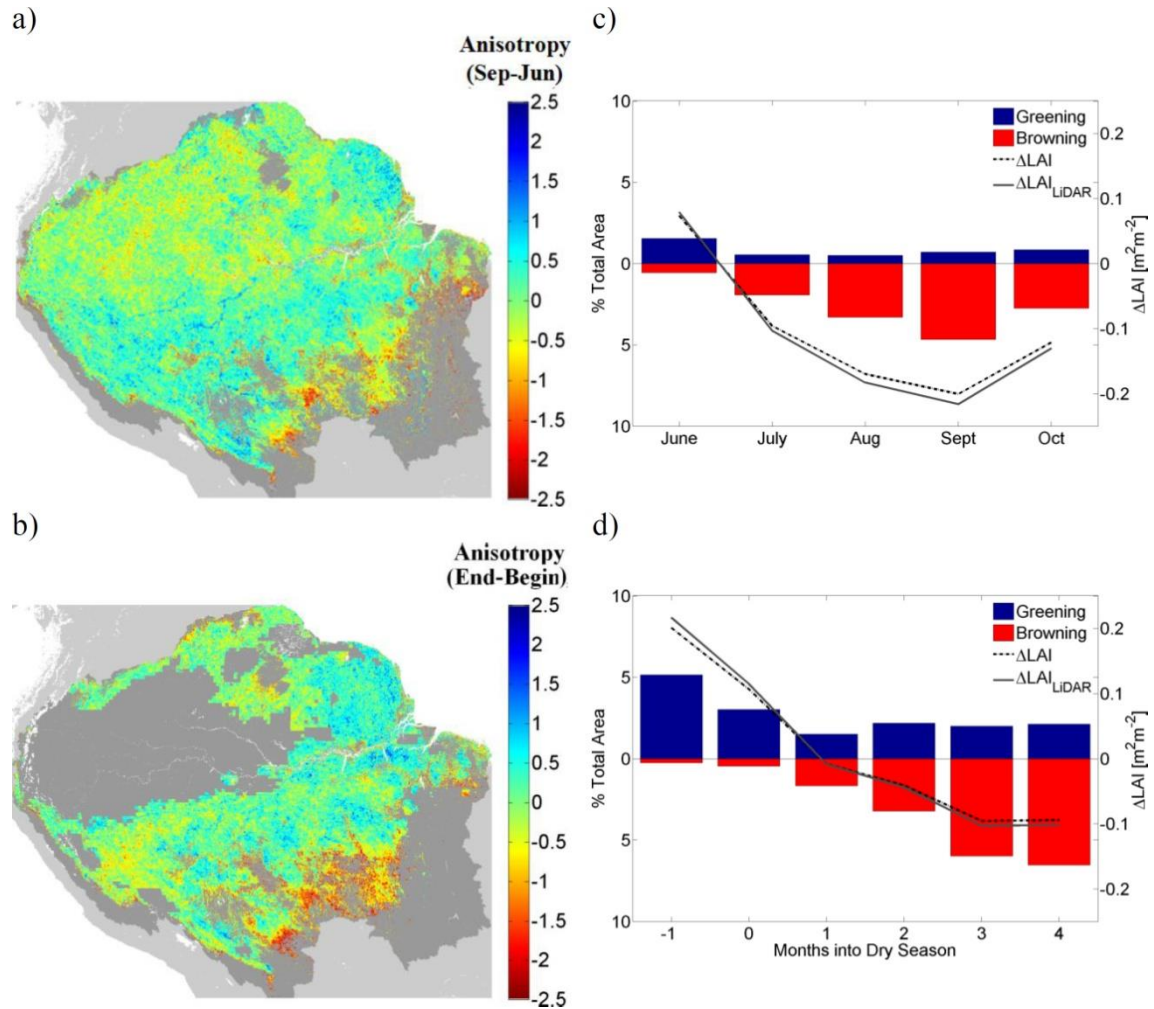 a)
Anisotropy
(Sep-Jun)
2.5
2
1.5
1
0.5
0
-0.5
-1
-1.5
-2
-2.5
b)
Anisotropy
(End-Begin)
2.5
2
1.5
1
0.5
0
-0.5
-1
-1.5
-2
-2.5
c)
Greening
Browning
ΔLAI
ΔLAI LiDAR
% Total Area
10
5
0
5
10
ΔLAI [m²m⁻²]
0.2
0.1
0
-0.1
-0.2
June July Aug Sept Oct
d)
Greening
Browning
ΔLAI
ΔLAI LiDAR
% Total Area
10
5
0
5
10
ΔLAI [m²m⁻²]
0.2
0.1
0
-0.1
-0.2
-1 0 1 2 3 4
Months into Dry Season